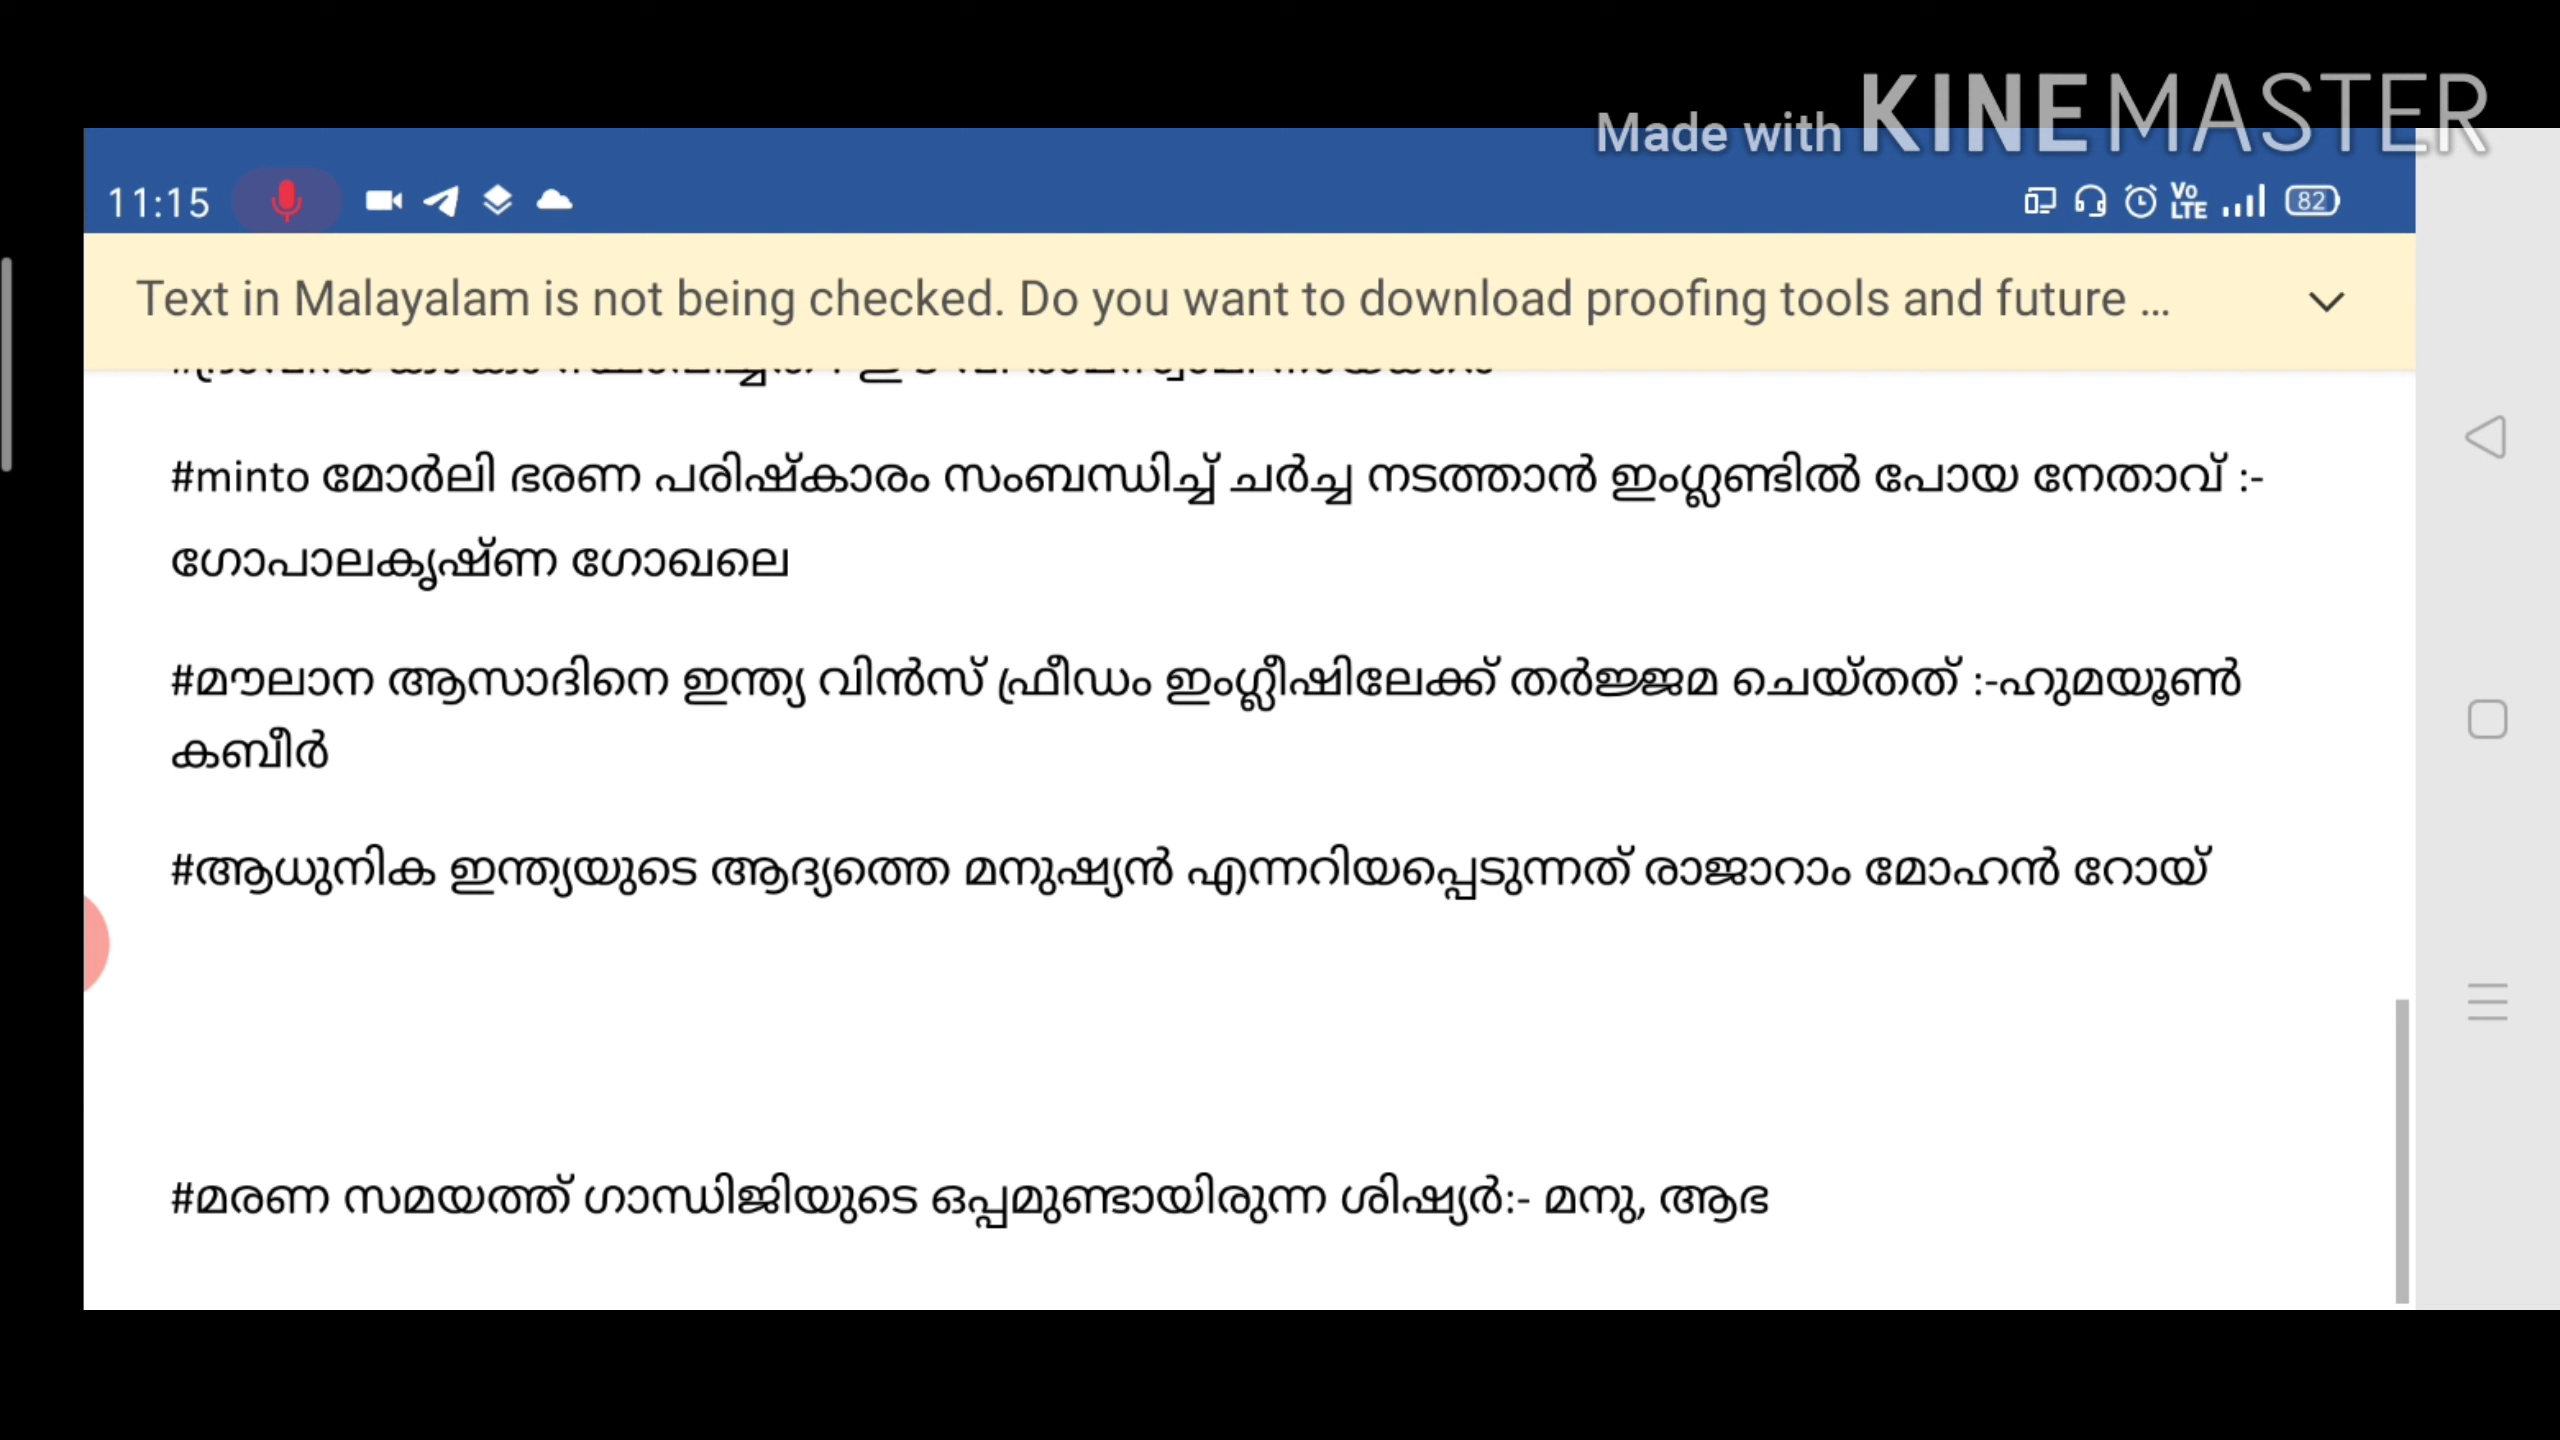 Made with KINEMASTER
11:15
Vo LTE 82
Text in Malayalam is not being checked. Do you want to download proofing tools and future ...
#minto മോർലി ഭരണ പരിഷ്കാരം സംബന്ധിച്ച് ചർച്ച നടത്താൻ ഇംഗ്ലണ്ടിൽ പോയ നേതാവ് :-
ഗോപാലകൃഷ്ണ ഗോഖലെ
#മൗലാന ആസാദിനെ ഇന്ത്യ വിൻസ് ഫ്രീഡം ഇംഗ്ലീഷിലേക്ക് തർജ്ജമ ചെയ്തത് :-ഹുമയൂൺ
കബീർ
#ആധുനിക ഇന്ത്യയുടെ ആദ്യത്തെ മനുഷ്യൻ എന്നറിയപ്പെടുന്നത് രാജാറാം മോഹൻ റോയ്
#മരണ സമയത്ത് ഗാന്ധിജിയുടെ ഒപ്പമുണ്ടായിരുന്ന ശിഷ്യർ:- മനു, ആഭ